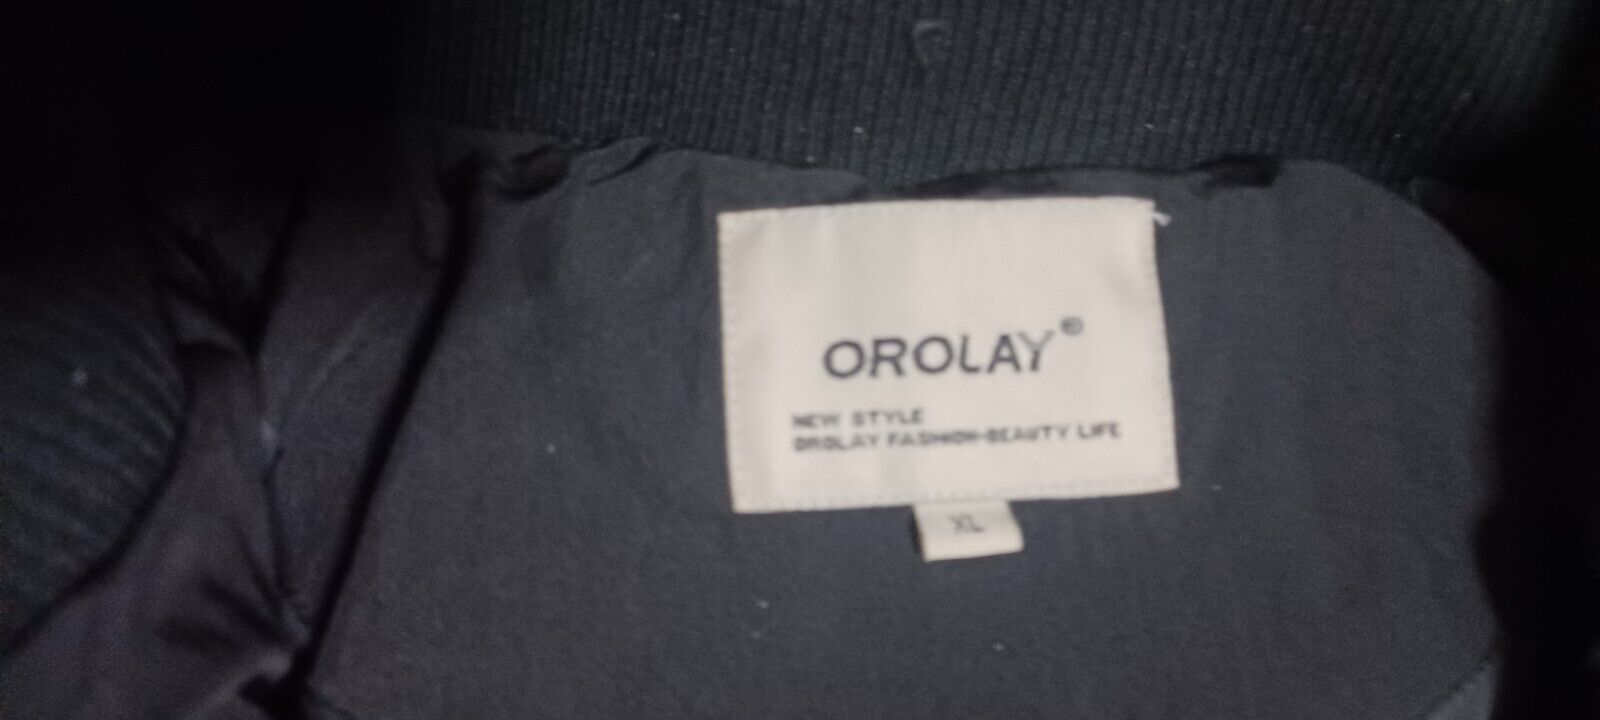 OROLAY®
NEW STYLE
OROLAY FASHION-BEAUTY LIFE
XL